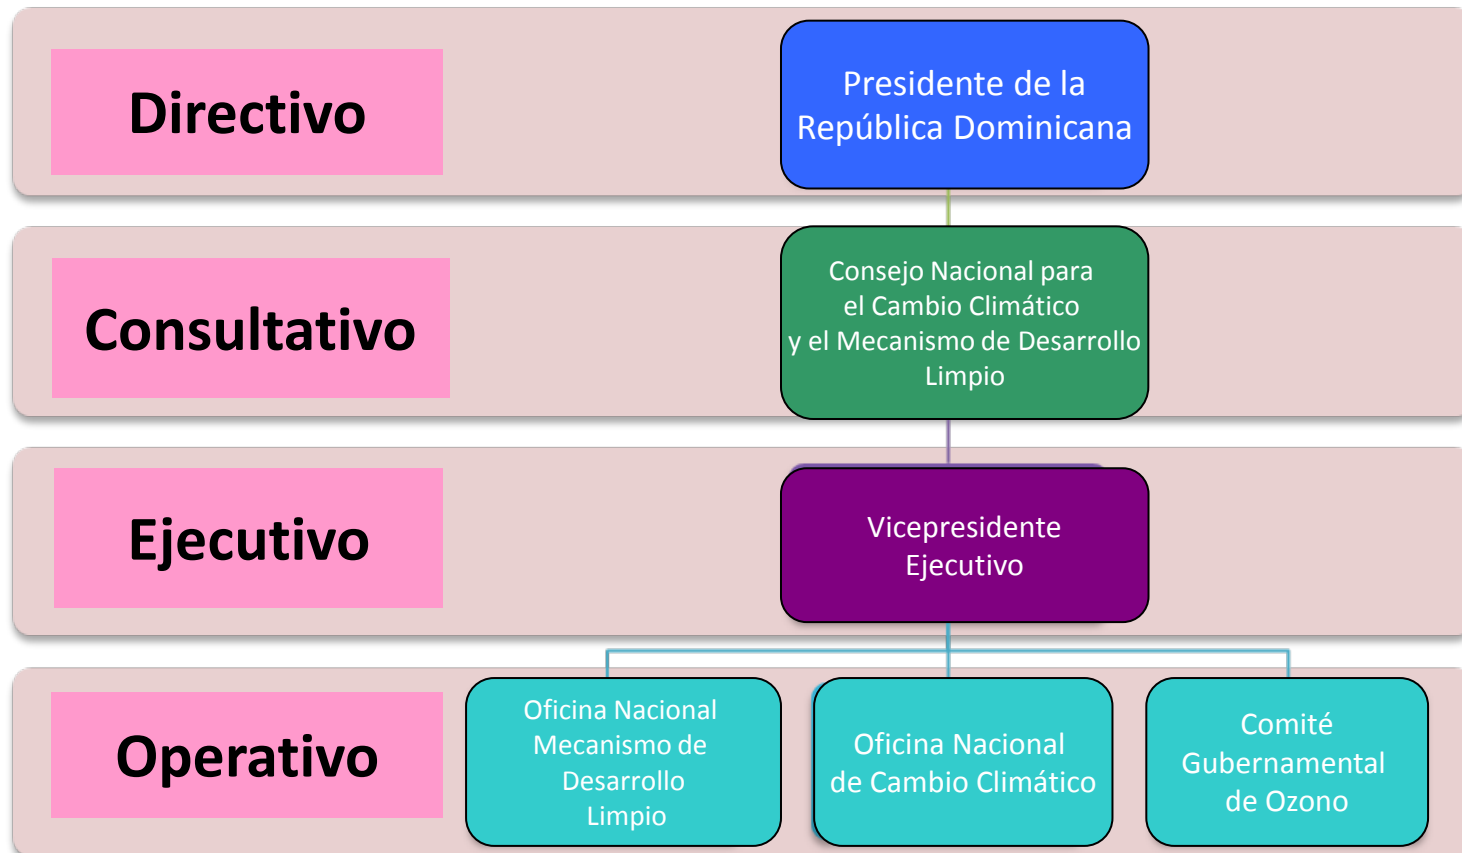 Directivo
Presidente de la
República Dominicana
Consultativo
Consejo Nacional para
el Cambio Climático
y el Mecanismo de Desarrollo
Limpio
Ejecutivo
Vicepresidente
Ejecutivo
Operativo
Oficina Nacional
Mecanismo de
Desarrollo
Limpio
Oficina Nacional
de Cambio Climático
Comité
Gubernamental
de Ozono